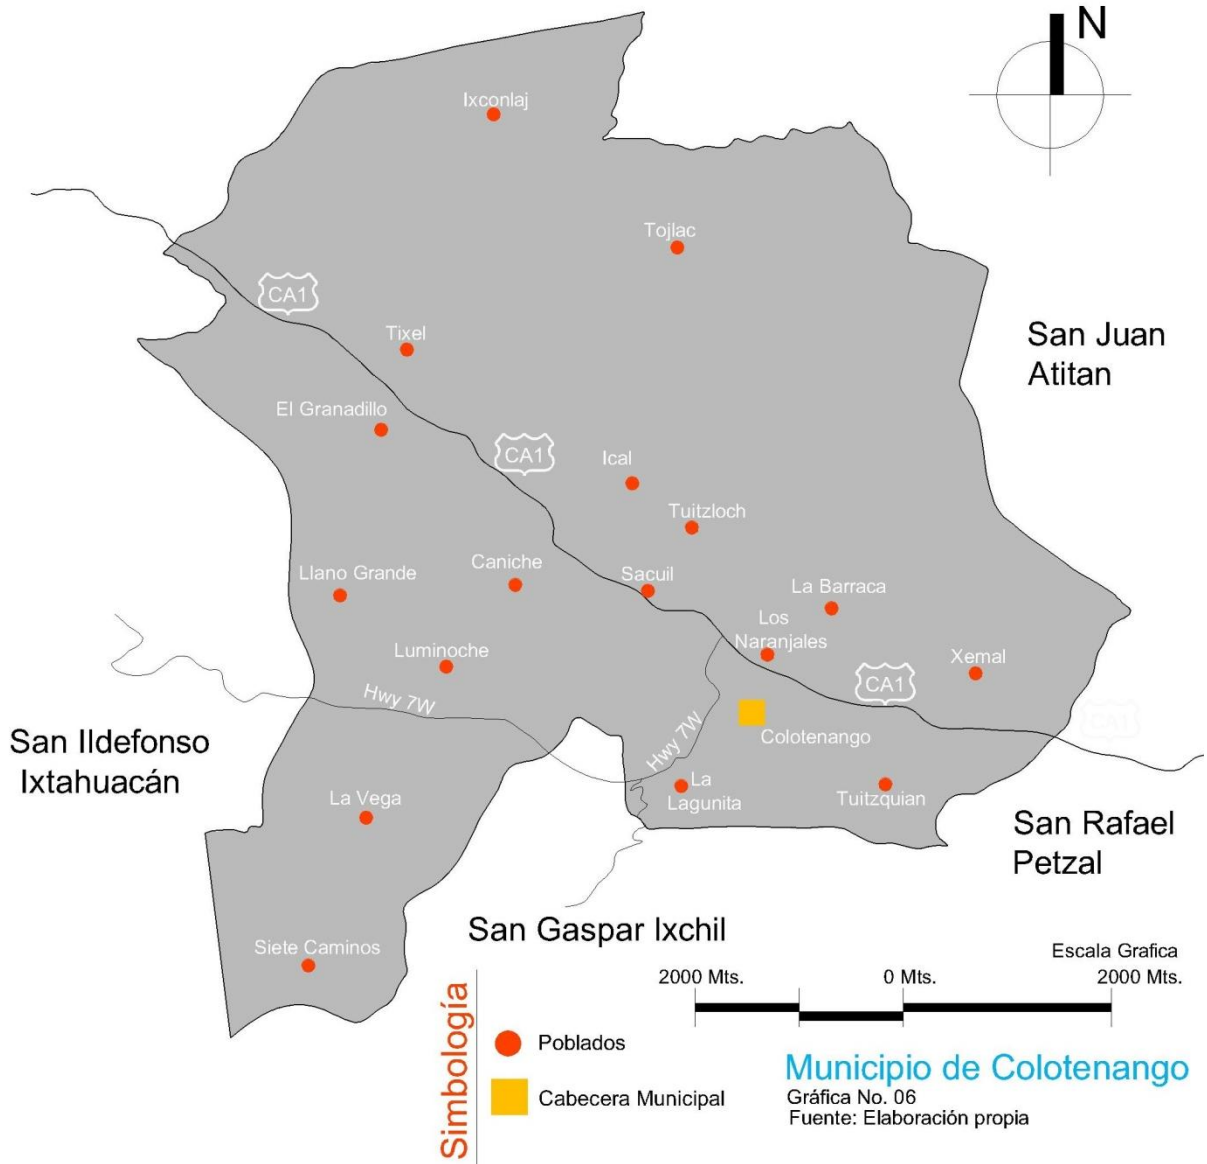 N
Ixconlaj
Tojlac
CA1
San Juan
Atitan
Tixel
El Granadillo
CA1
Ical
Tuitzloch
Caniche
Llano Grande
Sacuil
La Barraca
Los
Naranjales
Luminoche
Xemal
CA1
Hwy 7W
Hwy 7W
CA1
Colotenango
San Ildefonso
Ixtahuacán
La
Lagunita
Tuitzquian
La Vega
San Rafael
Petzal
San Gaspar Ixchil
Siete Caminos
Escala Grafica
2000 Mts.
0 Mts.
2000 Mts.
Simbología
Poblados
Cabecera Municipal
Municipio de Colotenango
Gráfica No. 06
Fuente: Elaboración propia